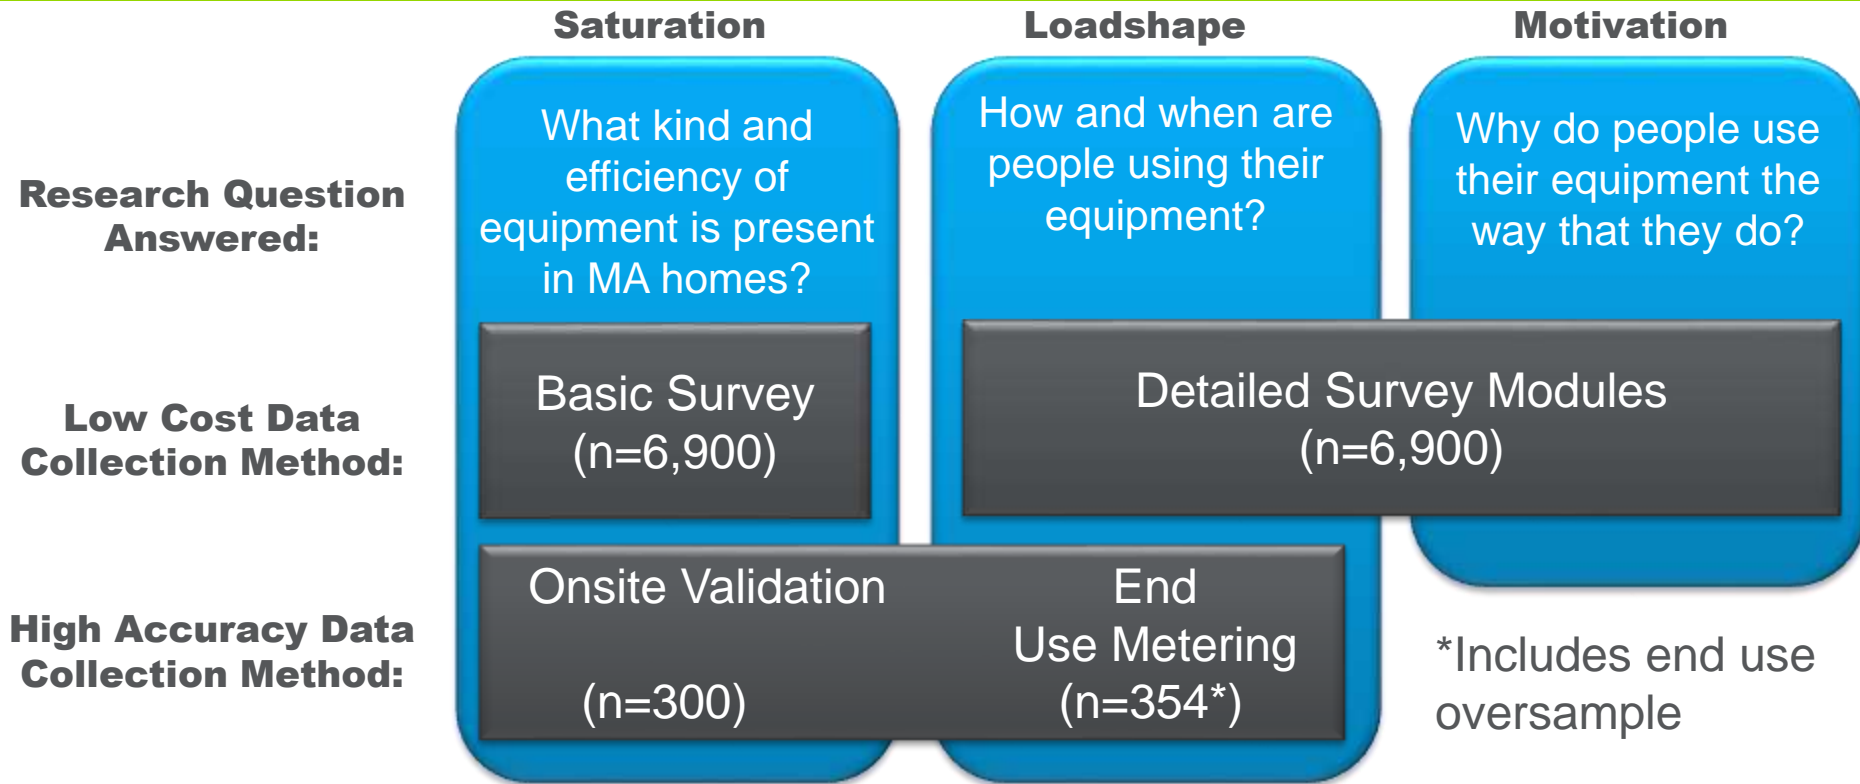 Saturation
Loadshape
Motivation
Research Question
Answered:
What kind and
efficiency of
equipment is present
in MA homes?
How and when are
people using their
equipment?
Why do people use
their equipment the
way that they do?
Low Cost Data
Collection Method:
Basic Survey
(n=6,900)
Detailed Survey Modules
(n=6,900)
High Accuracy Data
Collection Method:
Onsite Validation
(n=300)
End
Use Metering
(n=354*)
*Includes end use
oversample